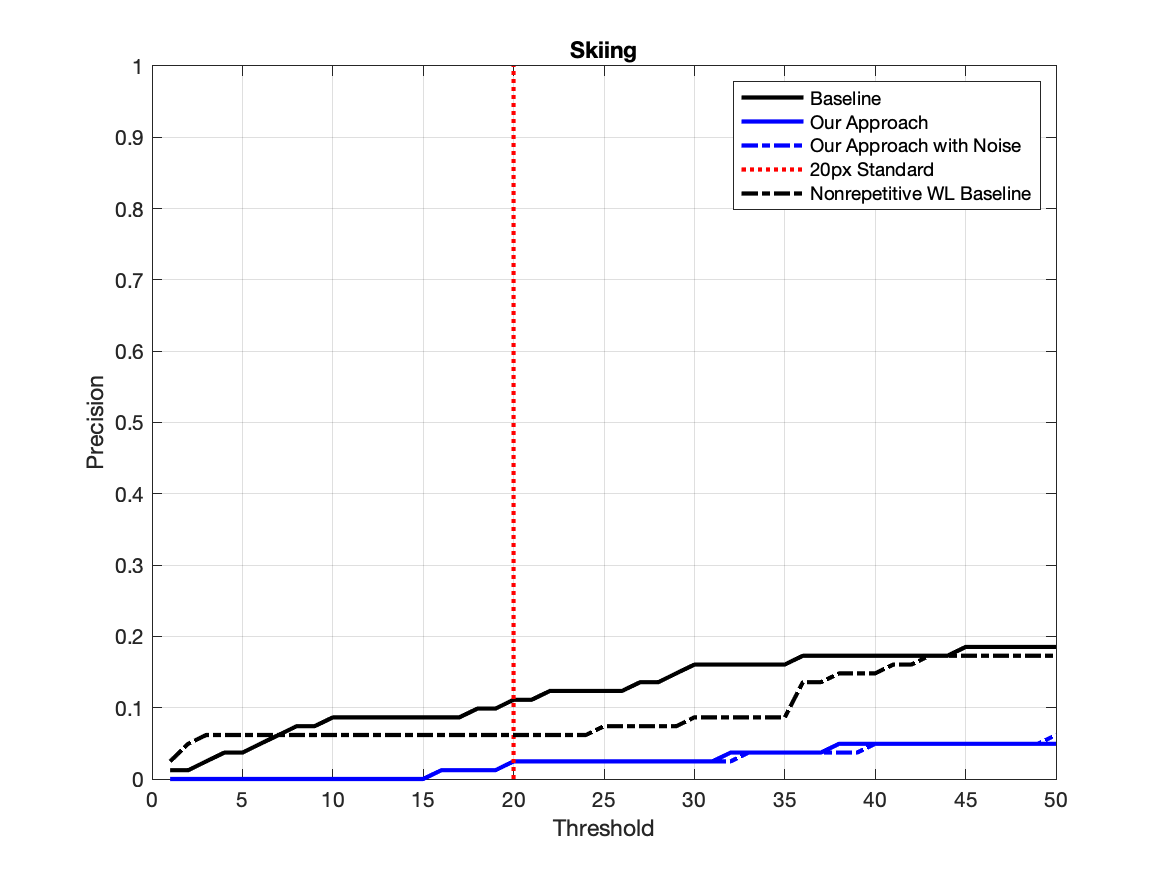 Skiing
Baseline
Our Approach
Our Approach with Noise
20px Standard
Nonrepetitive WL Baseline
Precision
1
0.9
0.8
0.7
0.6
0.5
0.4
0.3
0.2
0.1
0
0 5 10 15 20 25 30 35 40 45 50
Threshold